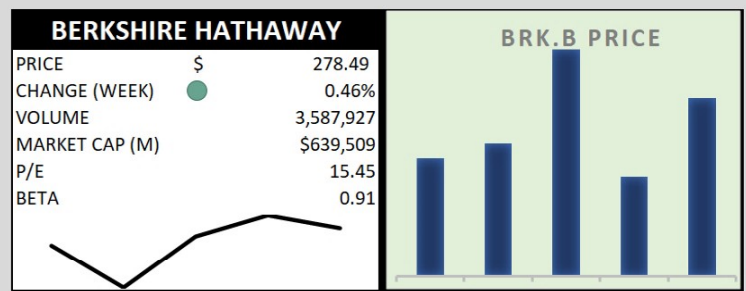 BERKSHIRE HATHAWAY
PRICE $ 278.49
CHANGE (WEEK) 0.46%
VOLUME 3,587,927
MARKET CAP (M) $639,509
P/E 15.45
BETA 0.91
BRK.B PRICE